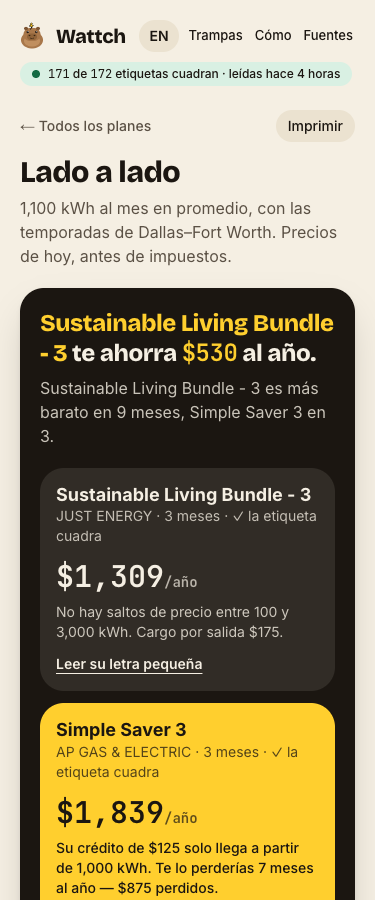 Wattch
EN
Trampas
Cómo
Fuentes
171 de 172 etiquetas cuadran · leídas hace 4 horas
← Todos los planes
Imprimir
Lado a lado
1,100 kWh al mes en promedio, con las
temporadas de Dallas–Fort Worth. Precios
de hoy, antes de impuestos.
Sustainable Living Bundle
- 3 te ahorra $530 al año.
Sustainable Living Bundle - 3 es más
barato en 9 meses, Simple Saver 3 en
3.
Sustainable Living Bundle - 3
JUST ENERGY · 3 meses · ✓ la etiqueta
cuadra
$1,309/año
No hay saltos de precio entre 100 y
3,000 kWh. Cargo por salida $175.
Leer su letra pequeña
Simple Saver 3
AP GAS & ELECTRIC · 3 meses · ✓ la
etiqueta cuadra
$1,839/año
Su crédito de $125 solo llega a partir
de 1,000 kWh. Te lo perderías 7 meses
al año — $875 perdidos.